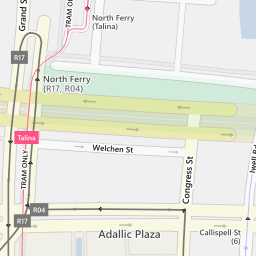 Grand S
TRAM ONLY
North Ferry
(Talina)
R17
North Ferry
(R17, R04)
Talina
Welchen St
TRAM ONLY
Congress St
R04
R17
Adallic Plaza
Callispell St
(6)